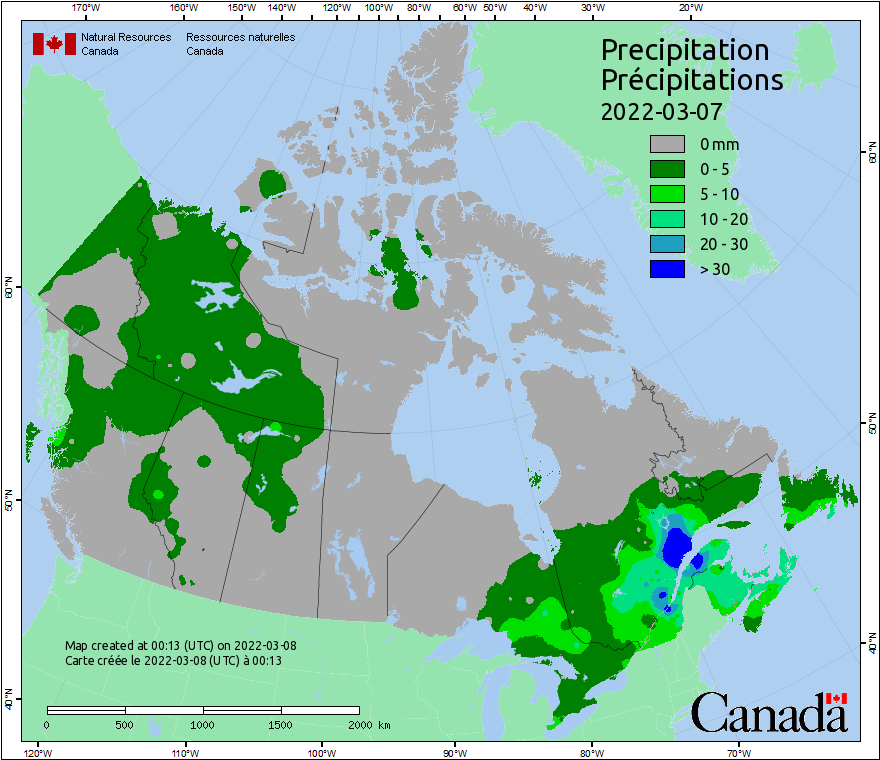 170°W 160°W 150°W 140°W 120°W 100°W 80°W 60°W 50°W 40°W 30°W 20°W
Natural Resources Ressources naturelles
Canada Canada
Precipitation
Précipitations
2022-03-07
0 mm
0 - 5
5 - 10
10 - 20
20 - 30
> 30
60°N
60°N
50°N
50°N
40°N
40°N
Map created at 00:13 (UTC) on 2022-03-08
Carte créée le 2022-03-08 (UTC) à 00:13
0 500 1000 1500 2000 km
Canada
120°W 110°W 100°W 90°W 80°W 70°W